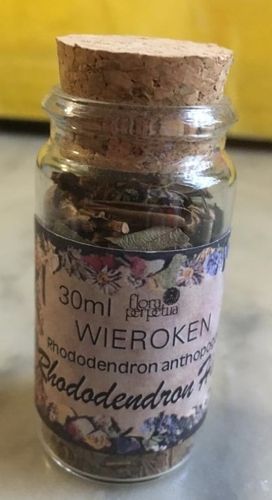 30ml flora
perpetua
WIEROKEN
Rhododendron anthopo
Rhododendron H